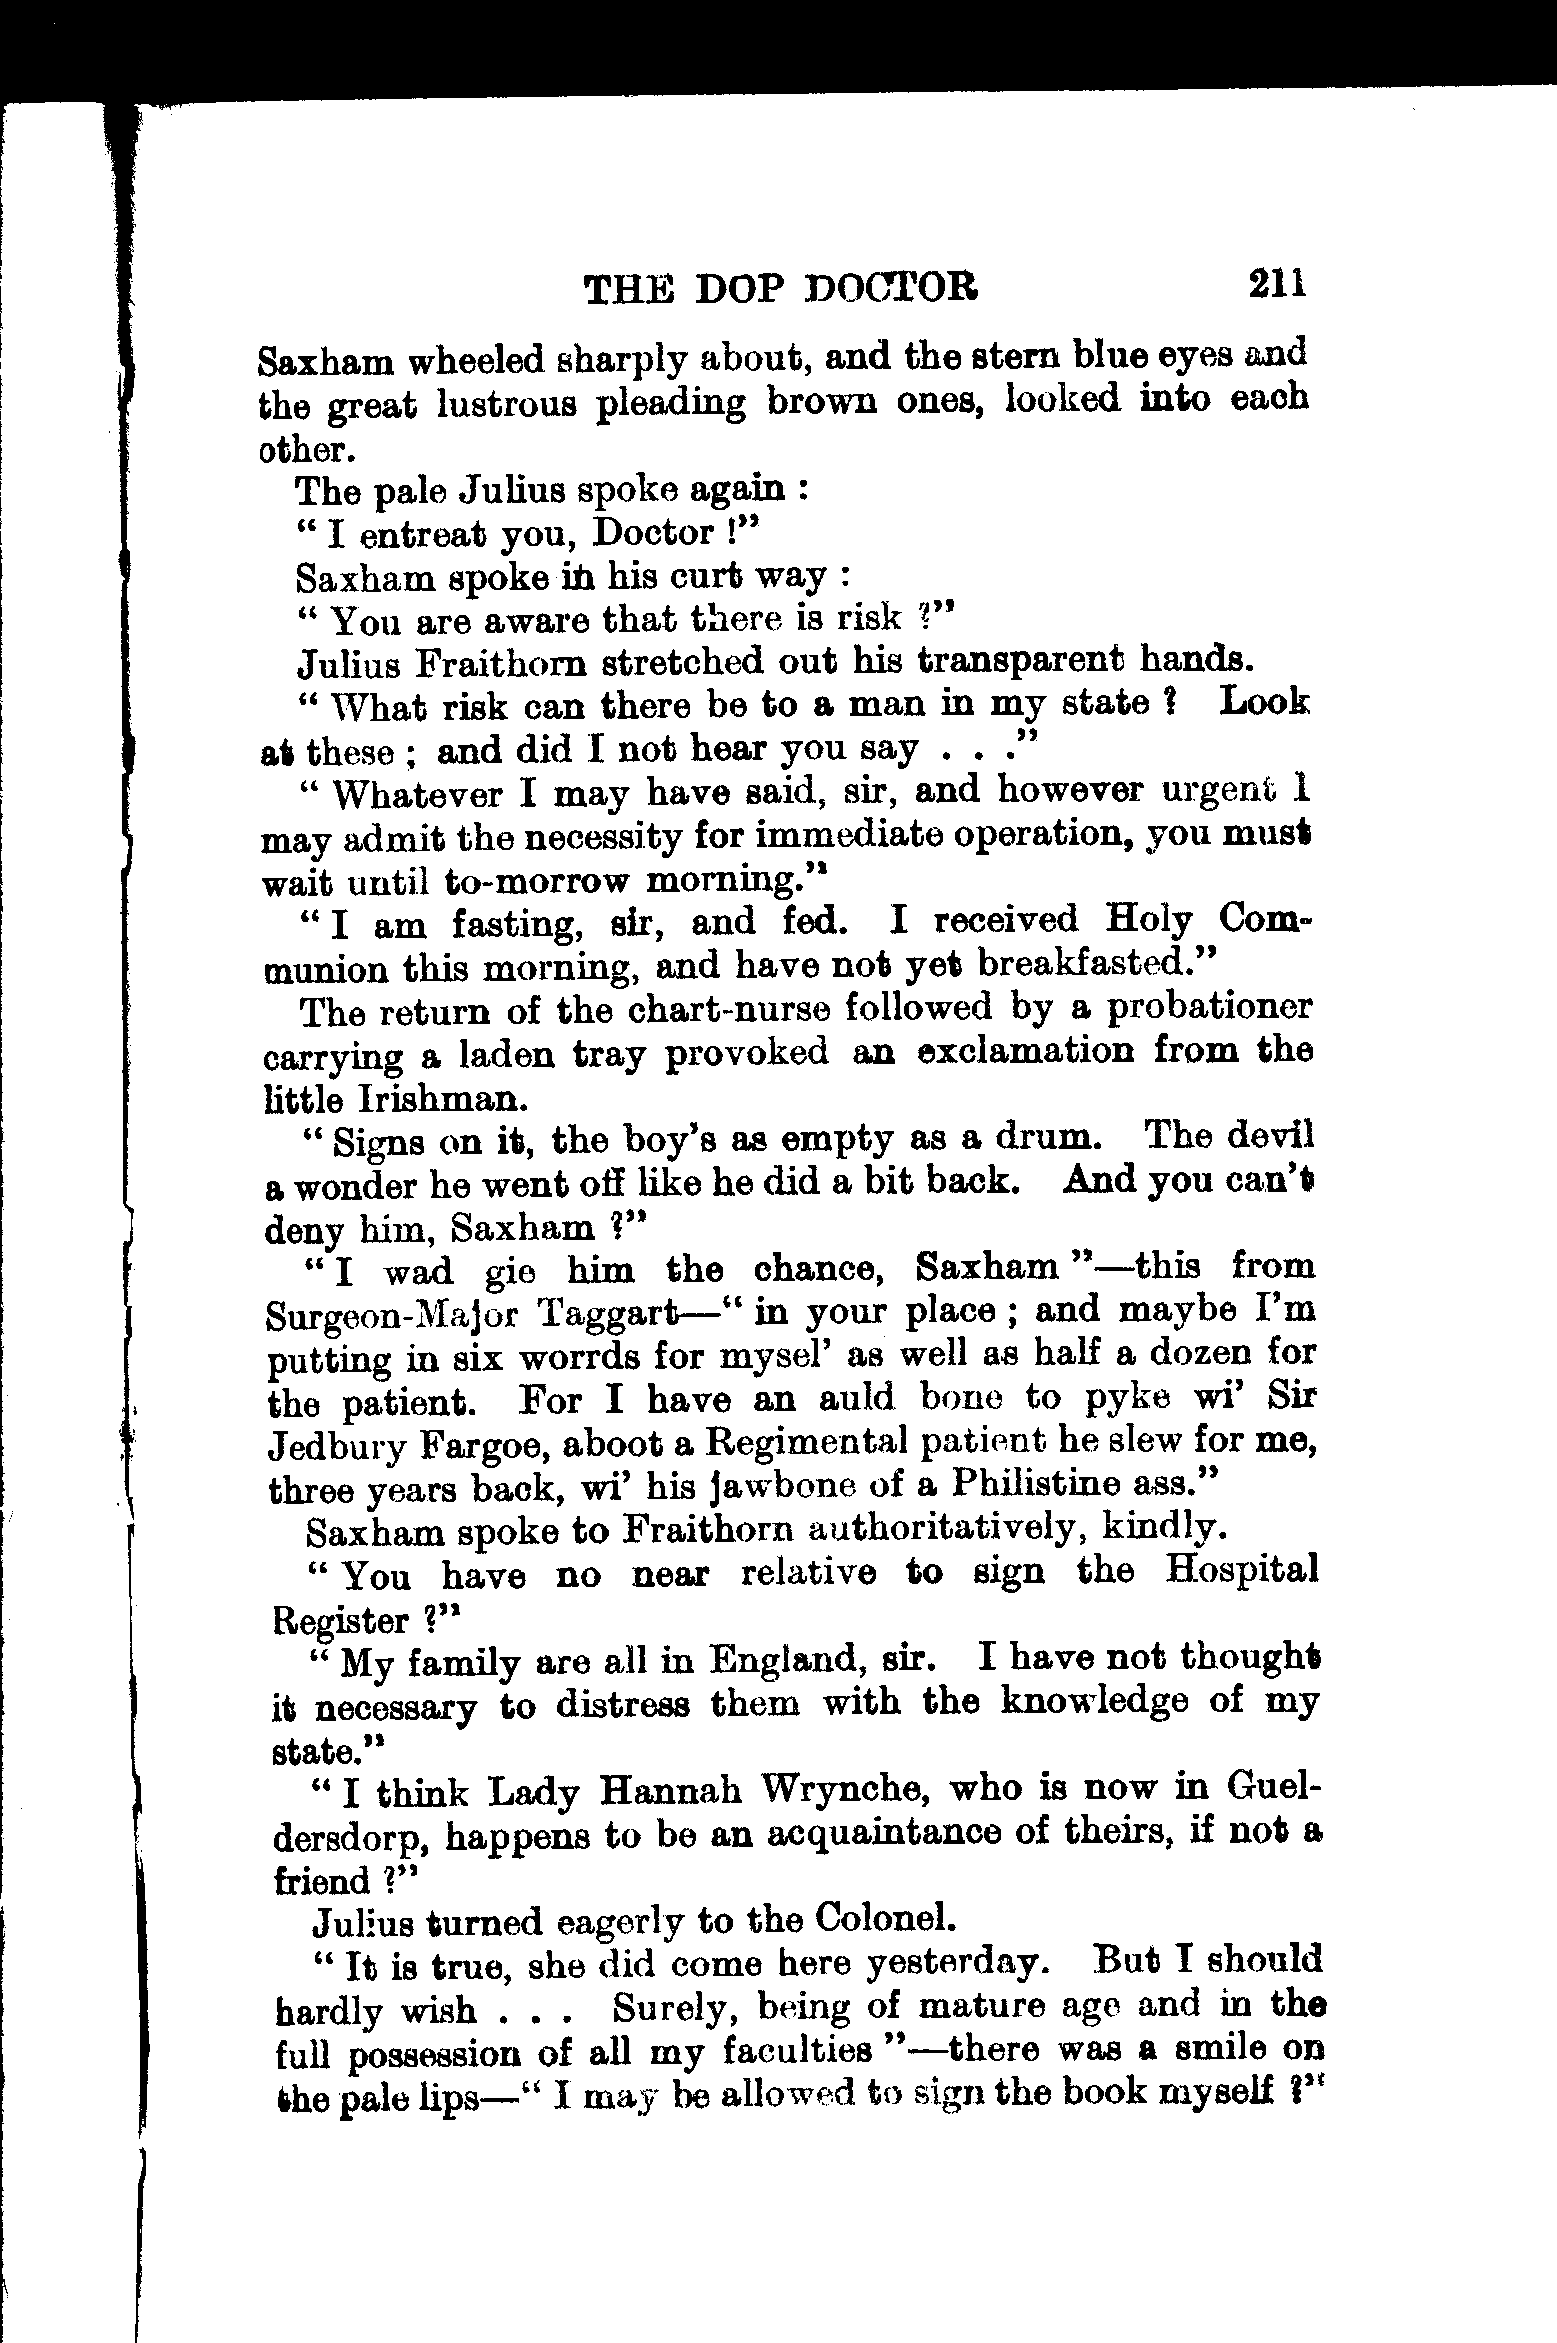 THE DOP DOCTOR 211
Saxham wheeled sharply about, and the stern blue eyes and
the great lustrous pleading brown ones, looked into each
other.
The pale Julius spoke again :
“ I entreat you, Doctor !”
Saxham spoke in his curt way :
“ You are aware that there is risk ?”
Julius Fraithorn stretched out his transparent hands.
“ What risk can there be to a man in my state ? Look
at these ; and did I not hear you say . . .”
“ Whatever I may have said, sir, and however urgent I
may admit the necessity for immediate operation, you must
wait until to-morrow morning.”
“ I am fasting, sir, and fed. I received Holy Com-
munion this morning, and have not yet breakfasted.”
The return of the chart-nurse followed by a probationer
carrying a laden tray provoked an exclamation from the
little Irishman.
“ Signs on it, the boy’s as empty as a drum. The devil
a wonder he went off like he did a bit back. And you can’t
deny him, Saxham ?”
“ I wad gie him the chance, Saxham ”—this from
Surgeon-Major Taggart—“ in your place ; and maybe I’m
putting in six worrds for mysel’ as well as half a dozen for
the patient. For I have an auld bone to pyke wi’ Sir
Jedbury Fargoe, aboot a Regimental patient he slew for me,
three years back, wi’ his jawbone of a Philistine ass.”
Saxham spoke to Fraithorn authoritatively, kindly.
“ You have no near relative to sign the Hospital
Register ?”
“ My family are all in England, sir. I have not thought
it necessary to distress them with the knowledge of my
state.”
“ I think Lady Hannah Wrynche, who is now in Guel-
dersdorp, happens to be an acquaintance of theirs, if not a
friend ?”
Julius turned eagerly to the Colonel.
“ It is true, she did come here yesterday. But I should
hardly wish . . . Surely, being of mature age and in the
full possession of all my faculties ”—there was a smile on
the pale lips—“ I may be allowed to sign the book myself ?”